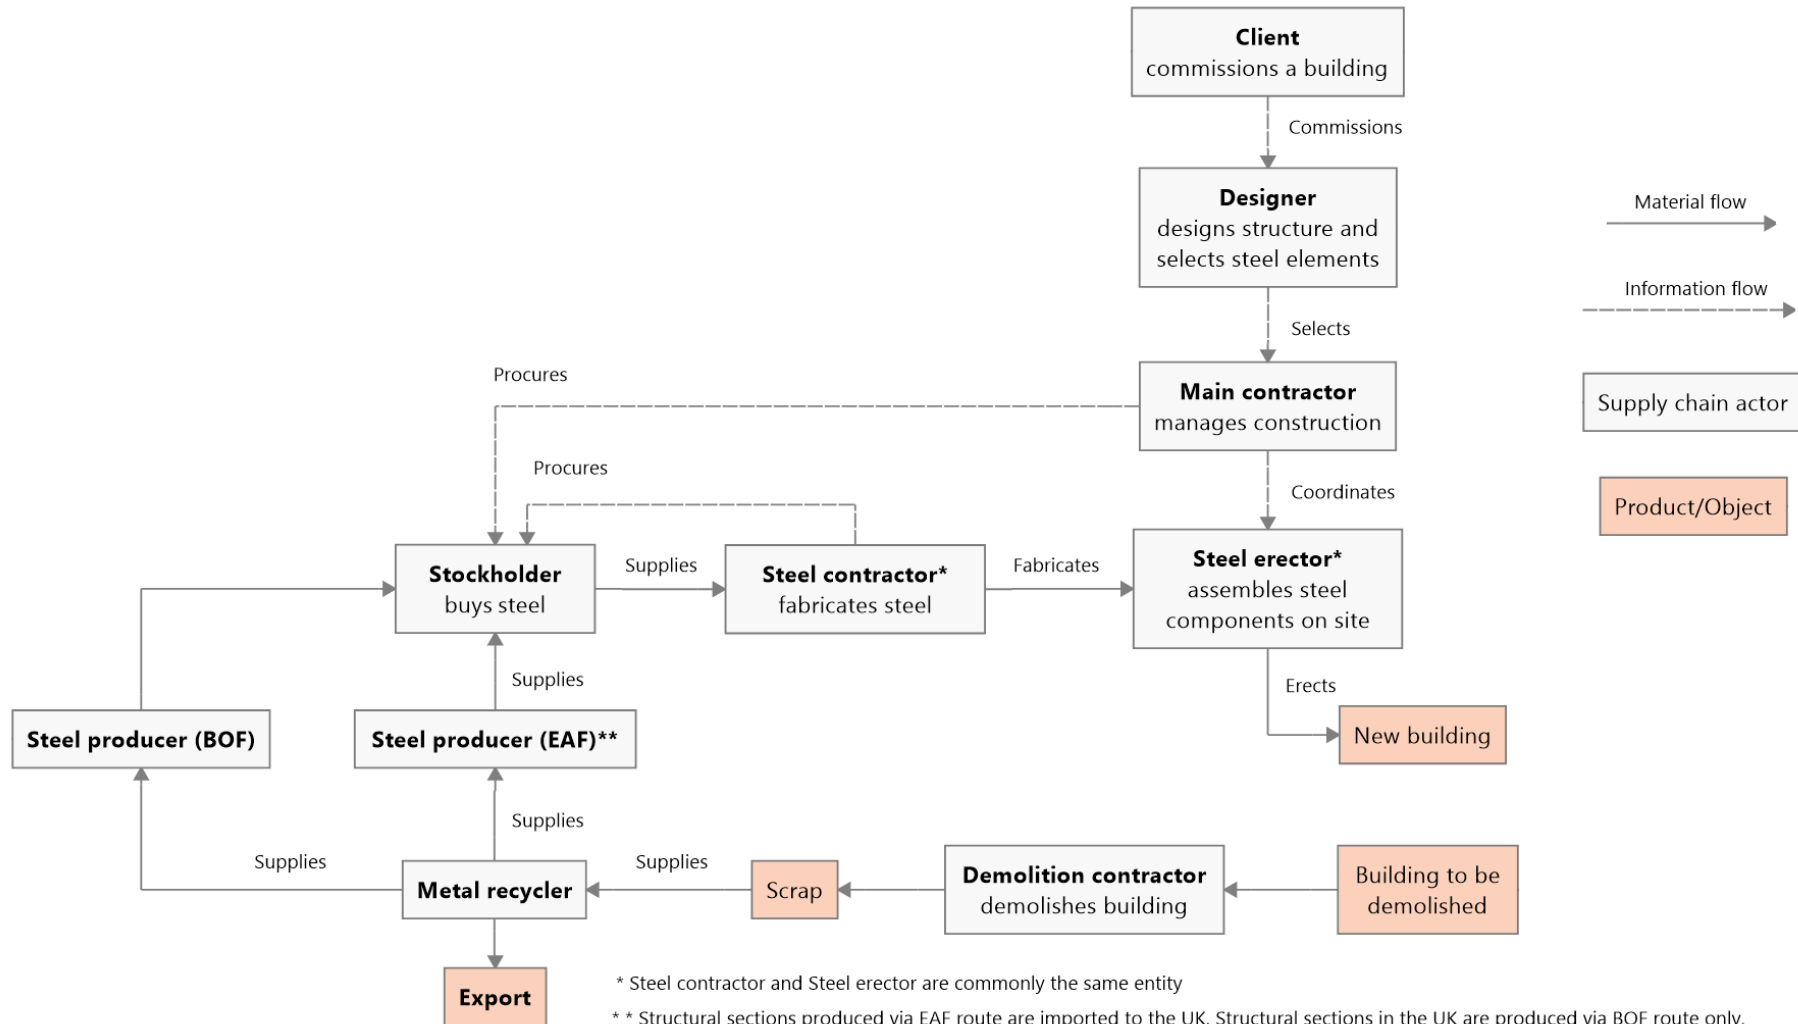 Client
commissions a building
Commissions
Designer
designs structure and
selects steel elements
Material flow
Information flow
Selects
Procures
Main contractor
manages construction
Supply chain actor
Procures
Coordinates
Product/Object
Stockholder
buys steel
Supplies
Steel contractor*
fabricates steel
Fabricates
Steel erector*
assembles steel
components on site
Supplies
Erects
Steel producer (BOF)
Steel producer (EAF)**
New building
Supplies
Supplies
Metal recycler
Supplies
Scrap
Demolition contractor
demolishes building
Building to be
demolished
Export
* Steel contractor and Steel erector are commonly the same entity
* * Structural sections produced via EAF route are imported to the UK. Structural sections in the UK are produced via BOF route only.